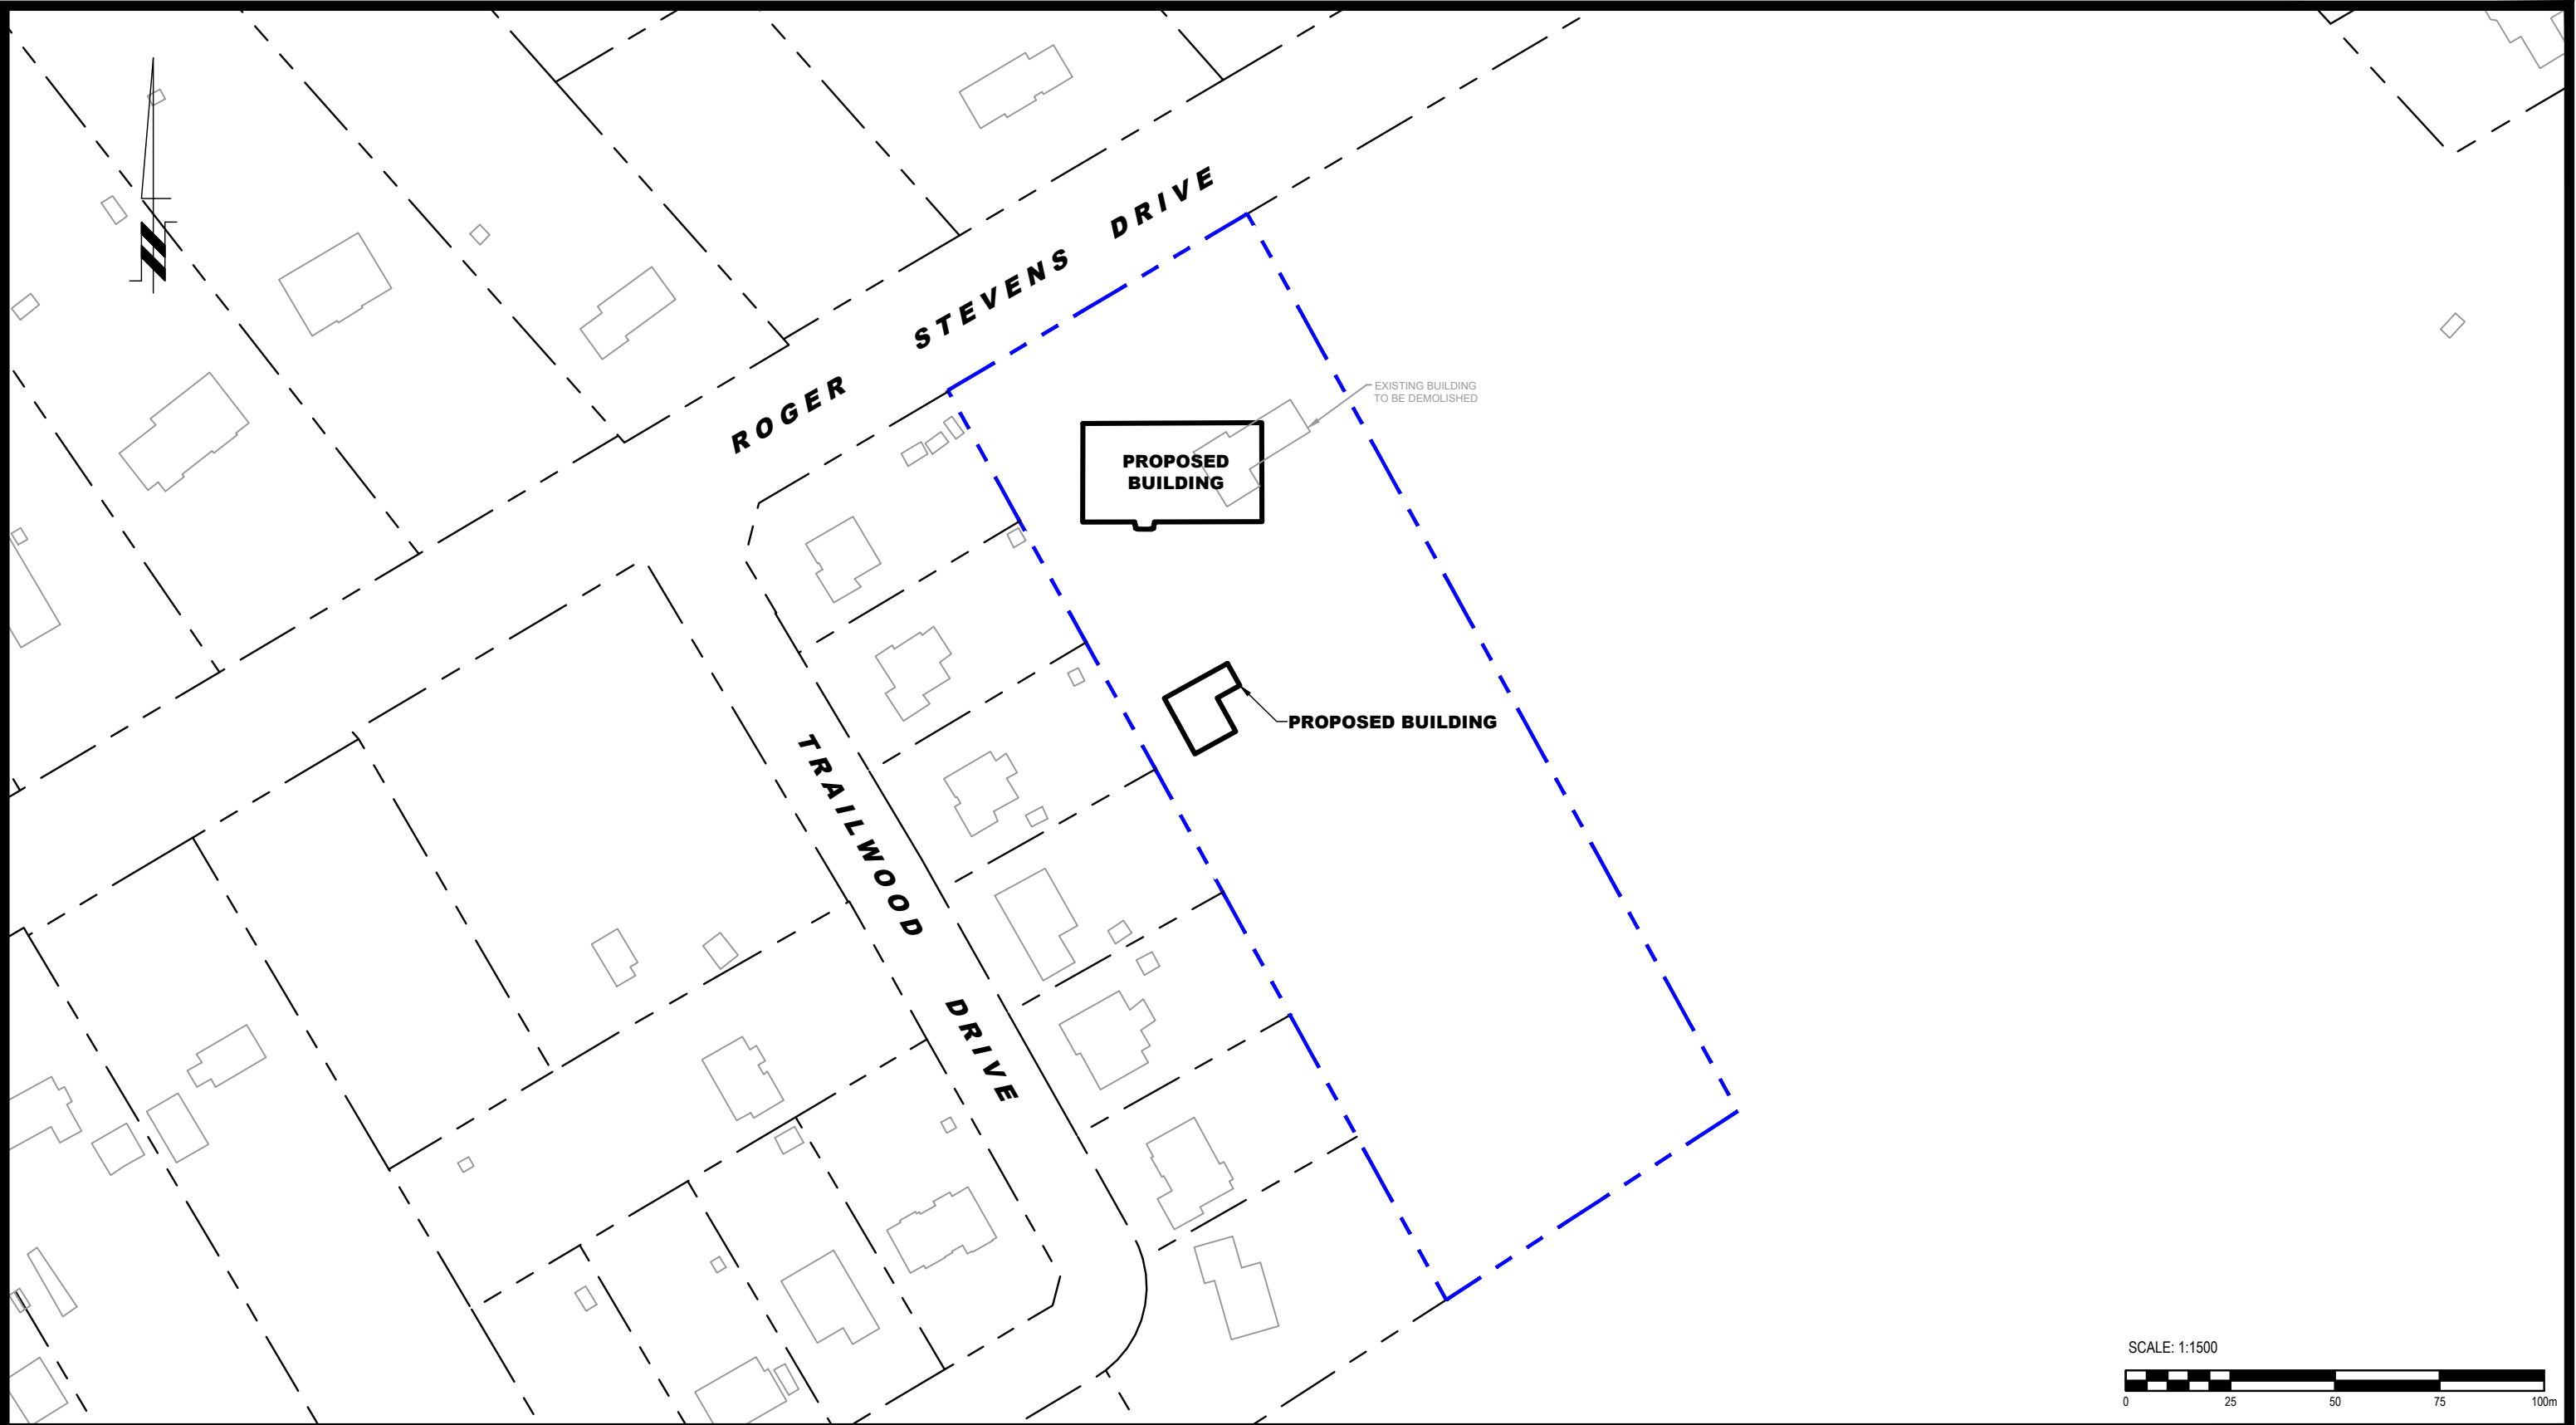 ROGER STEVENS DRIVE
EXISTING BUILDING
TO BE DEMOLISHED
PROPOSED
BUILDING
PROPOSED BUILDING
TRAILWOOD DRIVE
SCALE: 1:1500
0 25 50 75 100m